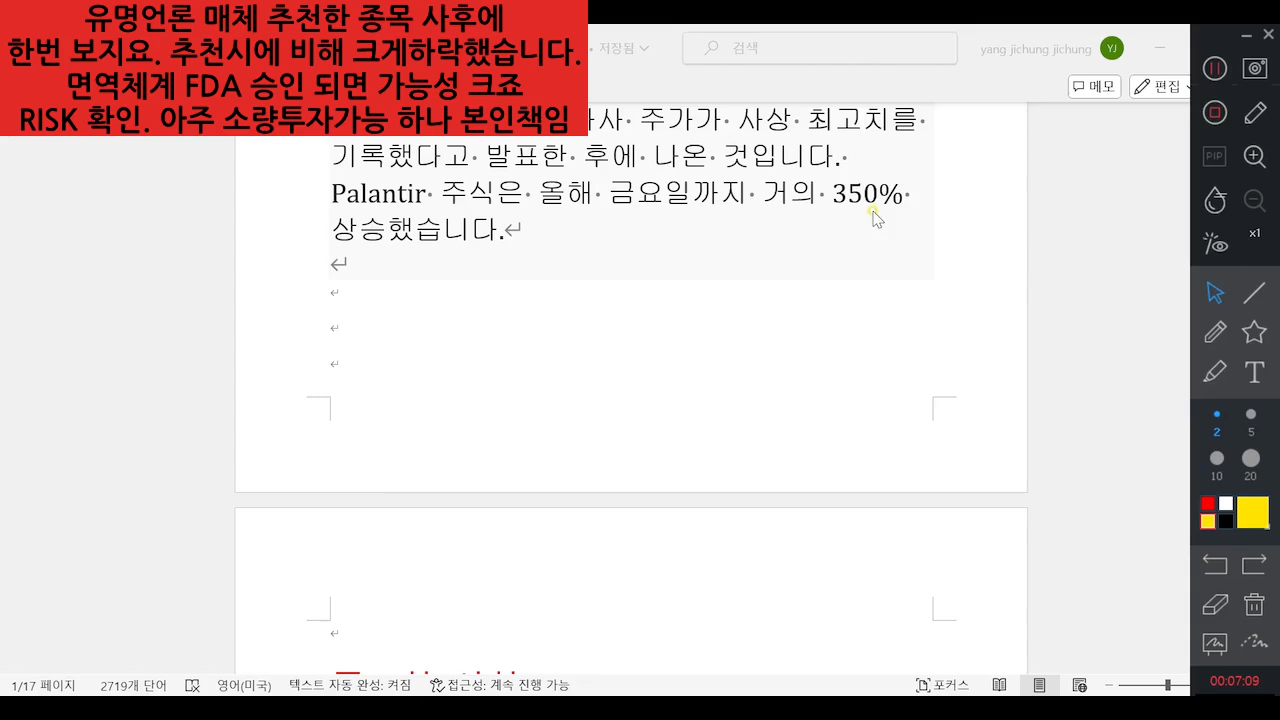 유명언론 매체 추천한 종목 사후에
한번 보지요. 추천시에 비해 크게하락했습니다.
면역체계 FDA 승인 되면 가능성 크죠
RISK 확인. 아주 소량투자가능 하나 본인책임
저장됨
검색
yang jichung jichung
YJ
메모
편집
사 주가가 사상 최고치를
기록했다고 발표한 후에 나온 것입니다.
Palantir 주식은 올해 금요일까지 거의 350%
상승했습니다.
PIP
x1
T
2
5
10
20
1/17 페이지
2719개 단어
영어(미국)
텍스트 자동 완성: 켜짐
접근성: 계속 진행 가능
포커스
00:07:09